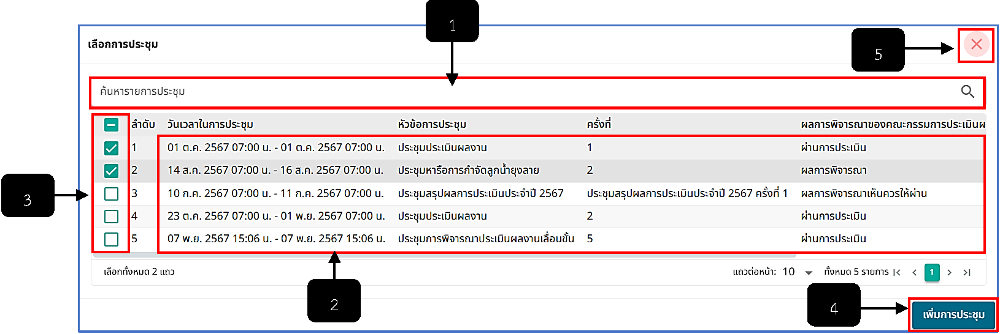 1
เลือกการประชุม
5
ค้นหารายการประชุม
ลำดับ วันเวลาในการประชุม หัวข้อการประชุม ครั้งที่ ผลการพิจารณาของคณะกรรมการประเมินผ
1 01 ต.ค. 2567 07:00 น. - 01 ต.ค. 2567 07:00 น. ประชุมประเมินผลงาน 1 ผ่านการประเมิน
2 14 ส.ค. 2567 07:00 น. - 16 ส.ค. 2567 07:00 น. ประชุมหารือการกำจัดลูกน้ำยุงลาย 2 ผลการพิจารณา
3
3 10 ก.ค. 2567 07:00 น. - 11 ก.ค. 2567 07:00 น. ประชุมสรุปผลการประเมินประจำปี 2567 ประชุมสรุปผลการประเมินประจำปี 2567 ครั้งที่ 1 ผลการพิจารณาเห็นควรให้ผ่าน
4 23 ต.ค. 2567 07:00 น. - 01 พ.ย. 2567 07:00 น. ประชุมประเมินผลงาน 2 ผ่านการประเมิน
5 07 พ.ย. 2567 15:06 น. - 07 พ.ย. 2567 15:06 น. ประชุมการพิจารณาประเมินผลงานเลื่อนขั้น 5 ผ่านการประเมิน
เลือกทั้งหมด 2 แถว แถวต่อหน้า: 10 ทั้งหมด 5 รายการ 1
2
4
เพิ่มการประชุม